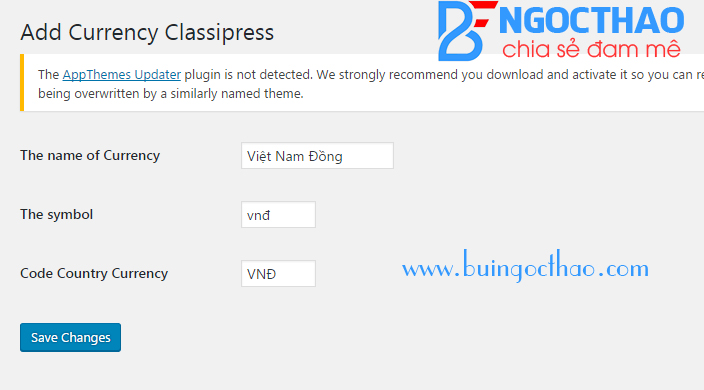 Add Currency Classipress
NGOCTHAO
chia sẻ đam mê
The AppThemes Updater plugin is not detected. We strongly recommend you download and activate it so you can re
being overwritten by a similarly named theme.
The name of Currency
Việt Nam Đồng
The symbol
vnđ
Code Country Currency
VNĐ
www.buingocthao.com
Save Changes